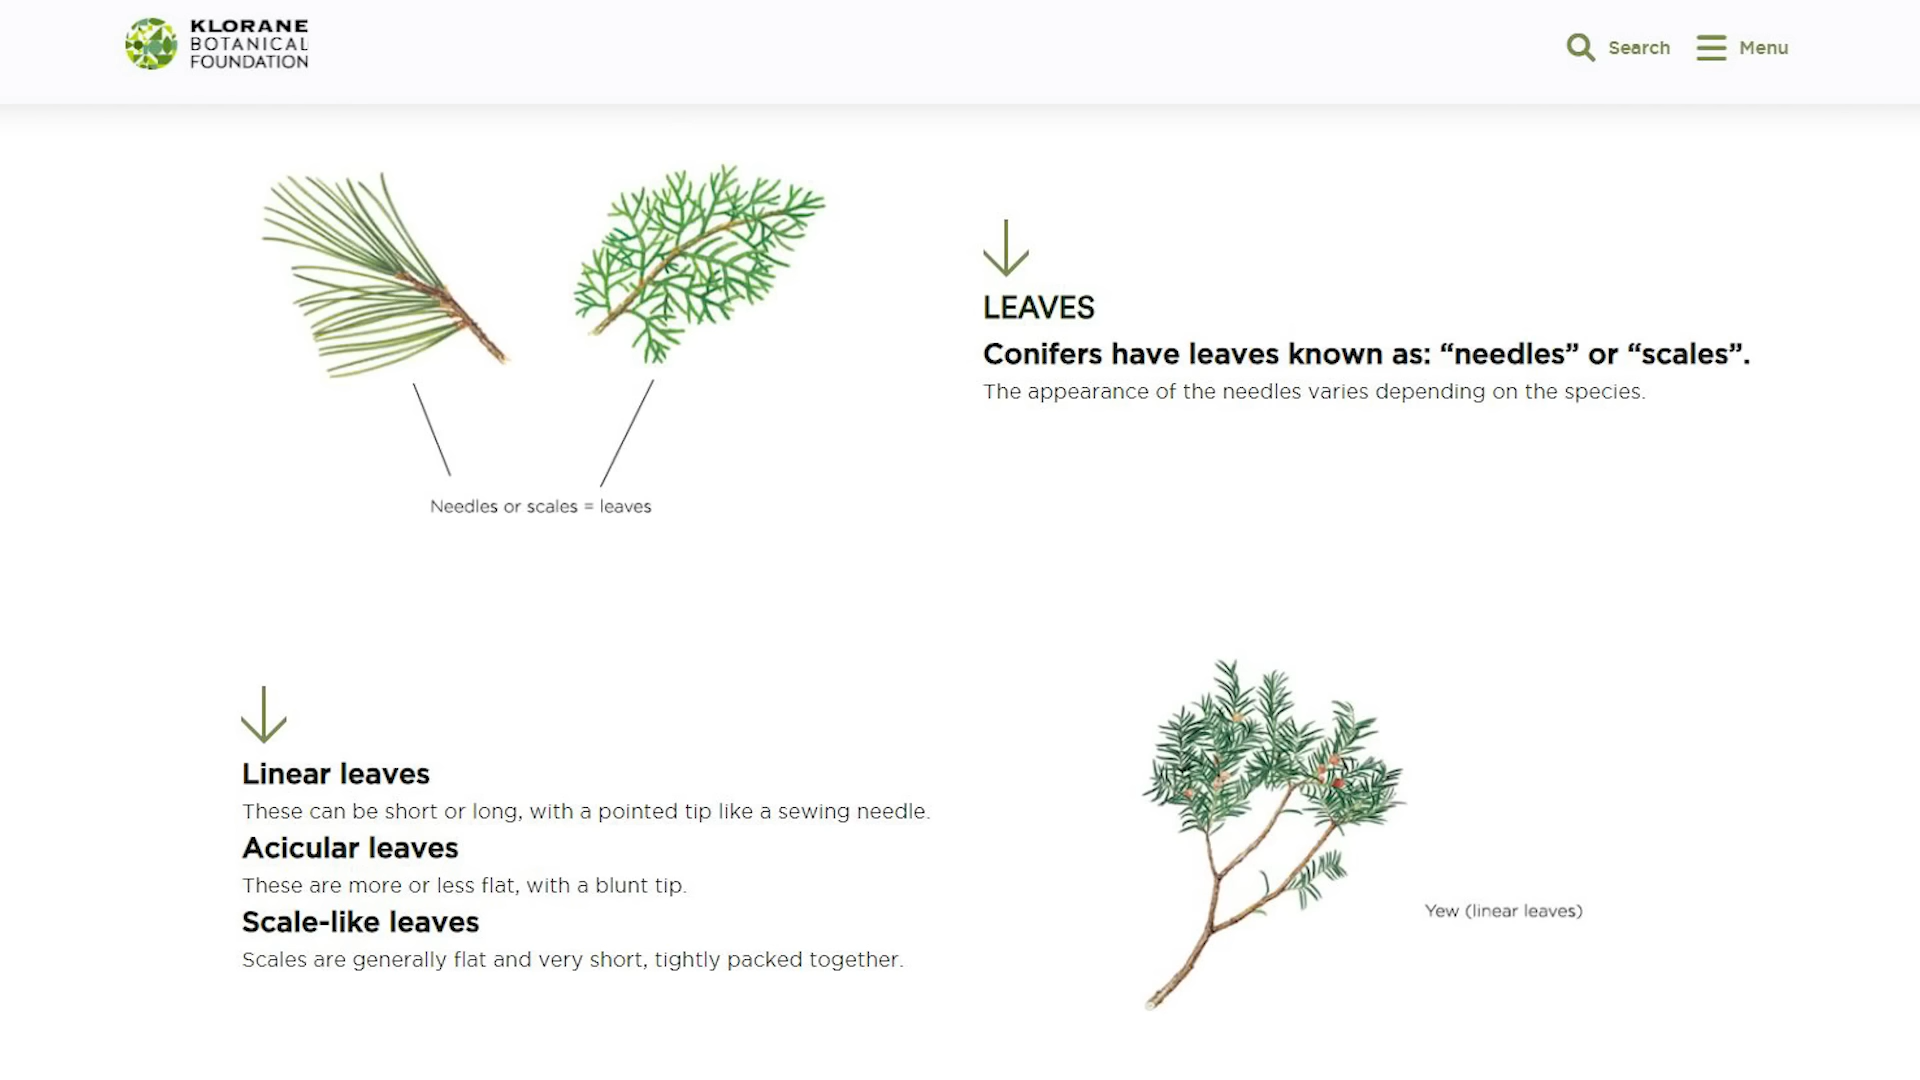 KLORANE
BOTANICAL
FOUNDATION
Search
Menu
LEAVES
Conifers have leaves known as: “needles” or “scales”.
The appearance of the needles varies depending on the species.
Needles or scales = leaves
Linear leaves
These can be short or long, with a pointed tip like a sewing needle.
Acicular leaves
These are more or less flat, with a blunt tip.
Scale-like leaves
Scales are generally flat and very short, tightly packed together.
Yew (linear leaves)